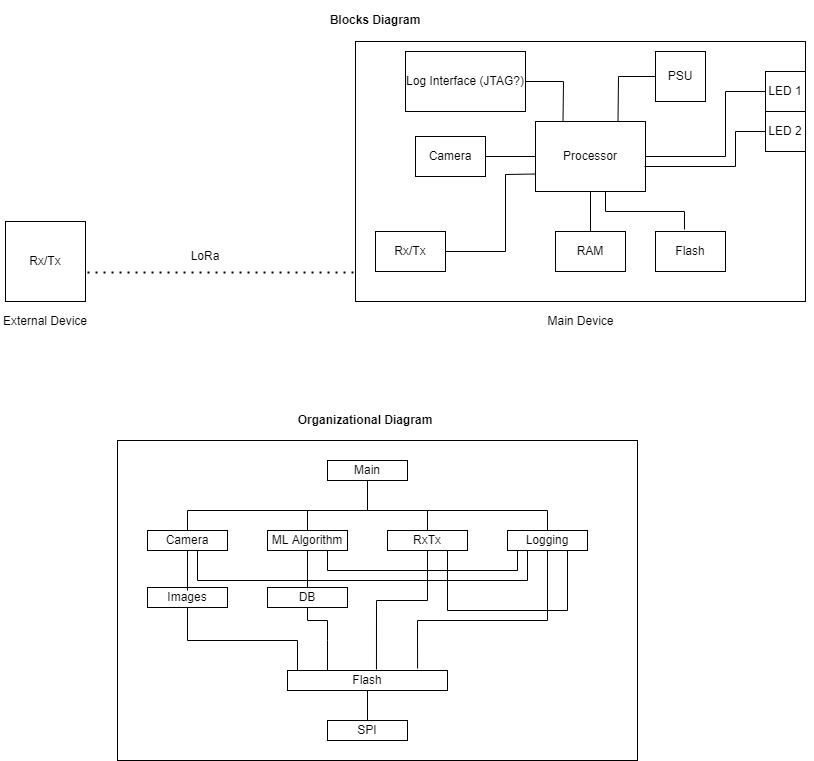 Blocks Diagram
Log Interface (JTAG?)
PSU
LED 1
LED 2
Camera
Processor
Rx/Tx
RAM
Flash
Rx/Tx
LoRa
External Device
Main Device
Organizational Diagram
Main
Camera
ML Algorithm
RxTx
Logging
Images
DB
Flash
SPI